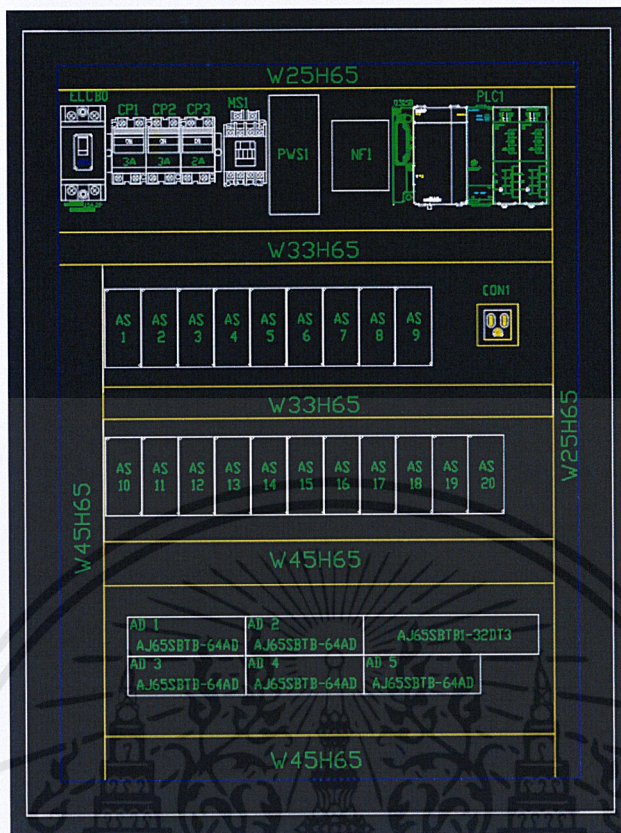 W25H65
ELCB0 CP1 CP2 CP3 MS1 PLC1
3A 3A 2A PWS1 NF1
W33H65
CON1
AS 1 AS 2 AS 3 AS 4 AS 5 AS 6 AS 7 AS 8 AS 9
W33H65
W25H65
AS 10 AS 11 AS 12 AS 13 AS 14 AS 15 AS 16 AS 17 AS 18 AS 19 AS 20
W45H65
W45H65
AD 1 AD 2
AJ65SBTB-64AD AJ65SBTB-64AD AJ65SBTB1-32DT3
AD 3 AD 4 AD 5
AJ65SBTB-64AD AJ65SBTB-64AD AJ65SBTB-64AD
W45H65